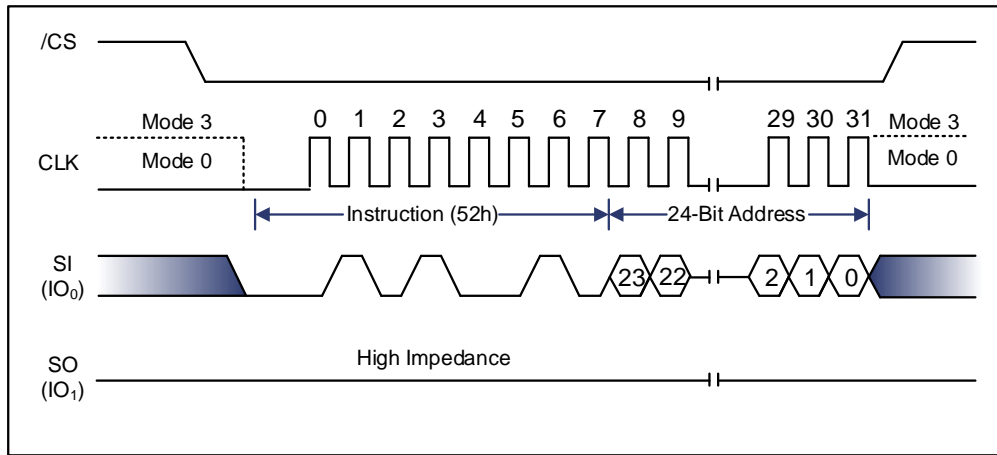 /CS
Mode 3
0 1 2 3 4 5 6 7 8 9 29 30 31
Mode 3
CLK
Mode 0
Mode 0
Instruction (52h)
24-Bit Address
SI
(IO₀)
23 22 2 1 0
High Impedance
SO
(IO₁)